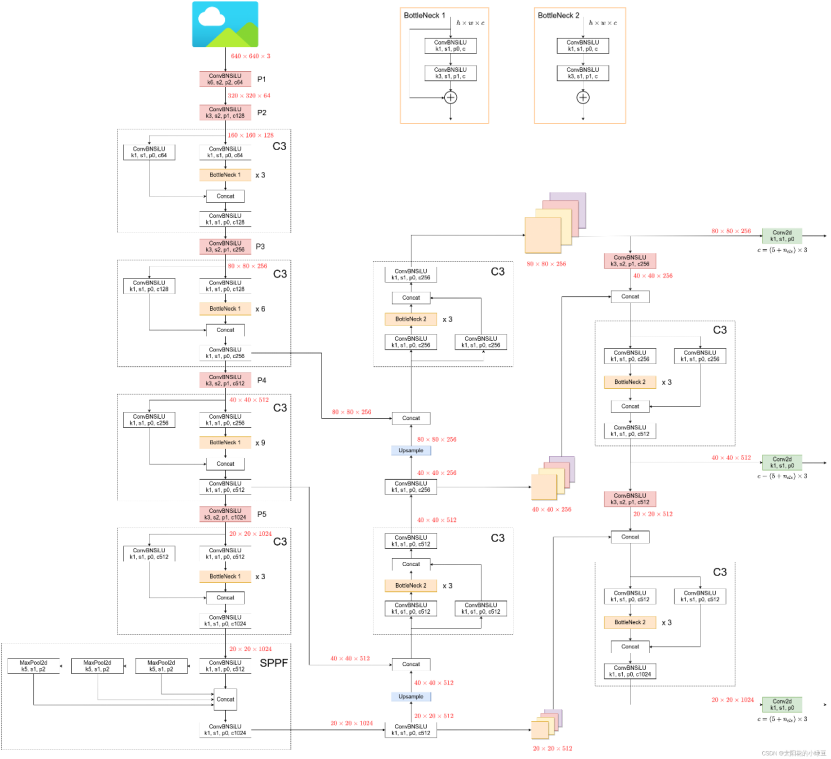 BottleNeck 1
h × w × c
ConvBNSiLU
k1, s1, p0, c
ConvBNSiLU
k3, s1, p1, c
BottleNeck 2
h × w × c
ConvBNSiLU
k1, s1, p0, c
ConvBNSiLU
k3, s1, p1, c
640 × 640 × 3
ConvBNSiLU
k6, s2, p2, c64
P1
320 × 320 × 64
ConvBNSiLU
k3, s2, p1, c128
P2
160 × 160 × 128
C3
ConvBNSiLU
k1, s1, p0, c64
ConvBNSiLU
k1, s1, p0, c64
BottleNeck 1
x 3
Concat
ConvBNSiLU
k1, s1, p0, c128
ConvBNSiLU
k3, s2, p1, c256
P3
80 × 80 × 256
C3
ConvBNSiLU
k1, s1, p0, c128
ConvBNSiLU
k1, s1, p0, c128
BottleNeck 1
x 6
Concat
ConvBNSiLU
k1, s1, p0, c256
ConvBNSiLU
k3, s2, p1, c512
P4
40 × 40 × 512
C3
ConvBNSiLU
k1, s1, p0, c256
ConvBNSiLU
k1, s1, p0, c256
BottleNeck 1
x 9
Concat
ConvBNSiLU
k1, s1, p0, c512
ConvBNSiLU
k3, s2, p1, c1024
P5
20 × 20 × 1024
C3
ConvBNSiLU
k1, s1, p0, c512
ConvBNSiLU
k1, s1, p0, c512
BottleNeck 1
x 3
Concat
ConvBNSiLU
k1, s1, p0, c1024
20 × 20 × 1024
SPPF
MaxPool2d
k5, s1, p2
MaxPool2d
k5, s1, p2
MaxPool2d
k5, s1, p2
ConvBNSiLU
k1, s1, p0, c512
Concat
ConvBNSiLU
k1, s1, p0, c1024
20 × 20 × 1024
C3
ConvBNSiLU
k1, s1, p0, c256
Concat
BottleNeck 2
x 3
ConvBNSiLU
k1, s1, p0, c256
ConvBNSiLU
k1, s1, p0, c256
80 × 80 × 256
Concat
80 × 80 × 256
Upsample
40 × 40 × 256
ConvBNSiLU
k1, s1, p0, c256
40 × 40 × 512
C3
ConvBNSiLU
k1, s1, p0, c512
Concat
BottleNeck 2
x 3
ConvBNSiLU
k1, s1, p0, c512
ConvBNSiLU
k1, s1, p0, c512
40 × 40 × 512
Concat
40 × 40 × 512
Upsample
20 × 20 × 512
ConvBNSiLU
k1, s1, p0, c512
80 × 80 × 256
40 × 40 × 256
20 × 20 × 512
80 × 80 × 256
Conv2d
k1, s1, p0
c = (5 + n_cls) × 3
ConvBNSiLU
k3, s2, p1, c256
40 × 40 × 256
Concat
C3
ConvBNSiLU
k1, s1, p0, c256
ConvBNSiLU
k1, s1, p0, c256
BottleNeck 2
x 3
Concat
ConvBNSiLU
k1, s1, p0, c512
40 × 40 × 512
Conv2d
k1, s1, p0
c = (5 + n_cls) × 3
ConvBNSiLU
k3, s2, p1, c512
20 × 20 × 512
Concat
C3
ConvBNSiLU
k1, s1, p0, c512
ConvBNSiLU
k1, s1, p0, c512
BottleNeck 2
x 3
Concat
ConvBNSiLU
k1, s1, p0, c1024
20 × 20 × 1024
Conv2d
k1, s1, p0
c = (5 + n_cls) × 3
CSDN @太阳花的小绿豆